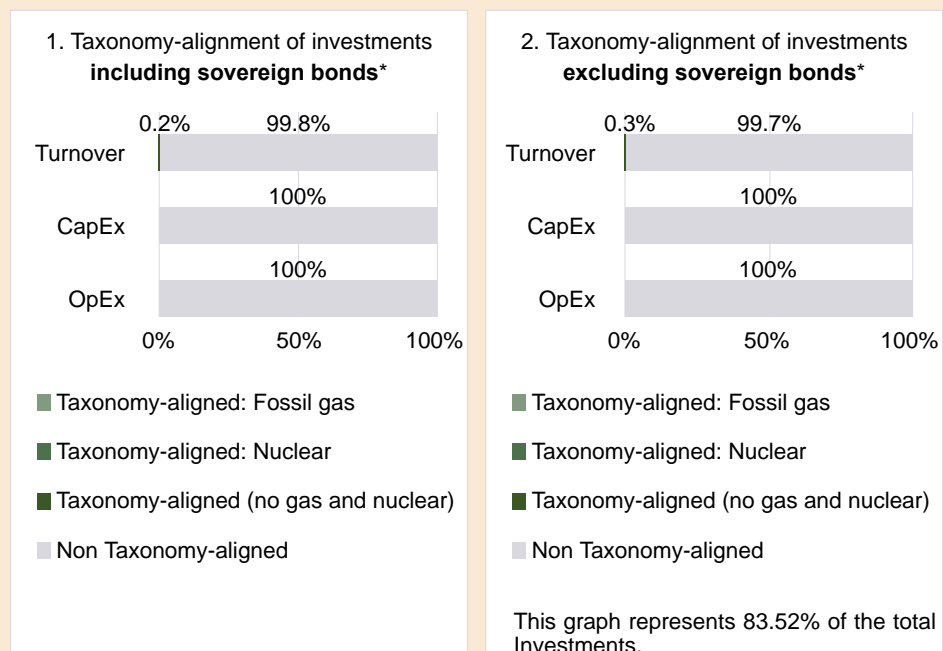 1. Taxonomy-alignment of investments
including sovereign bonds*
0.2% 99.8%
Turnover
100%
CapEx
100%
OpEx
0% 50% 100%
Taxonomy-aligned: Fossil gas
Taxonomy-aligned: Nuclear
Taxonomy-aligned (no gas and nuclear)
Non Taxonomy-aligned
2. Taxonomy-alignment of investments
excluding sovereign bonds*
0.3% 99.7%
Turnover
100%
CapEx
100%
OpEx
0% 50% 100%
Taxonomy-aligned: Fossil gas
Taxonomy-aligned: Nuclear
Taxonomy-aligned (no gas and nuclear)
Non Taxonomy-aligned
This graph represents 83.52% of the total
Investments.